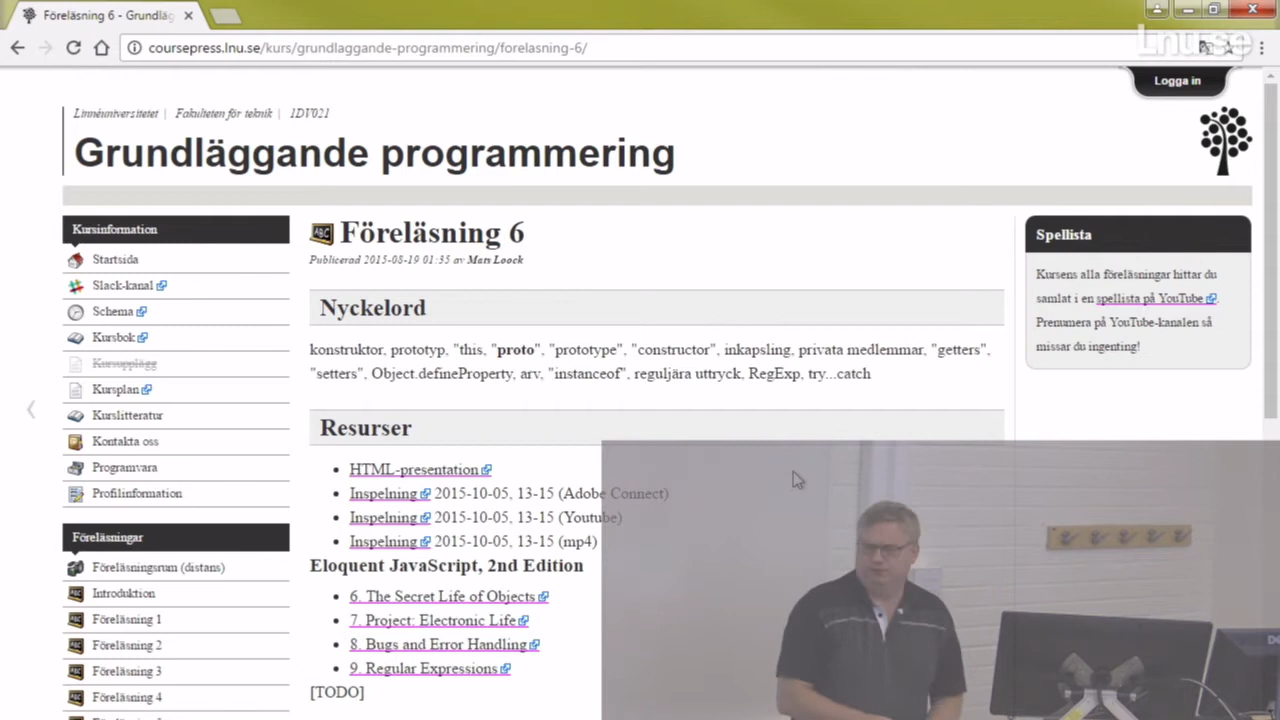 Föreläsning 6 - Grundläg
coursepress.lnu.se/kurs/grundlaggande-programmering/forelasning-6/
Lnu.se
Logga in
Linnéuniversitetet | Fakulteten för teknik | 1DV021
Grundläggande programmering
Kursinformation
Startsida
Slack-kanal
Schema
Kursbok
Kursupplägg
Kursplan
Kurslitteratur
Kontakta oss
Programvara
Profilinformation
Föreläsningar
Föreläsningsrum (distans)
Introduktion
Föreläsning 1
Föreläsning 2
Föreläsning 3
Föreläsning 4
ABC Föreläsning 6
Publicerad 2015-08-19 01:35 av Mats Loock
Nyckelord
konstruktor, prototyp, "this, "proto", "prototype", "constructor", inkapsling, privata medlemmar, "getters",
"setters", Object.defineProperty, arv, "instanceof", reguljära uttryck, RegExp, try...catch
Resurser
HTML-presentation
Inspelning 2015-10-05, 13-15 (Adobe Connect)
Inspelning 2015-10-05, 13-15 (Youtube)
Inspelning 2015-10-05, 13-15 (mp4)
Eloquent JavaScript, 2nd Edition
6. The Secret Life of Objects
7. Project: Electronic Life
8. Bugs and Error Handling
9. Regular Expressions
[TODO]
Spellista
Kursens alla föreläsningar hittar du
samlat i en spellista på YouTube.
Prenumera på YouTube-kanalen så
missar du ingenting!